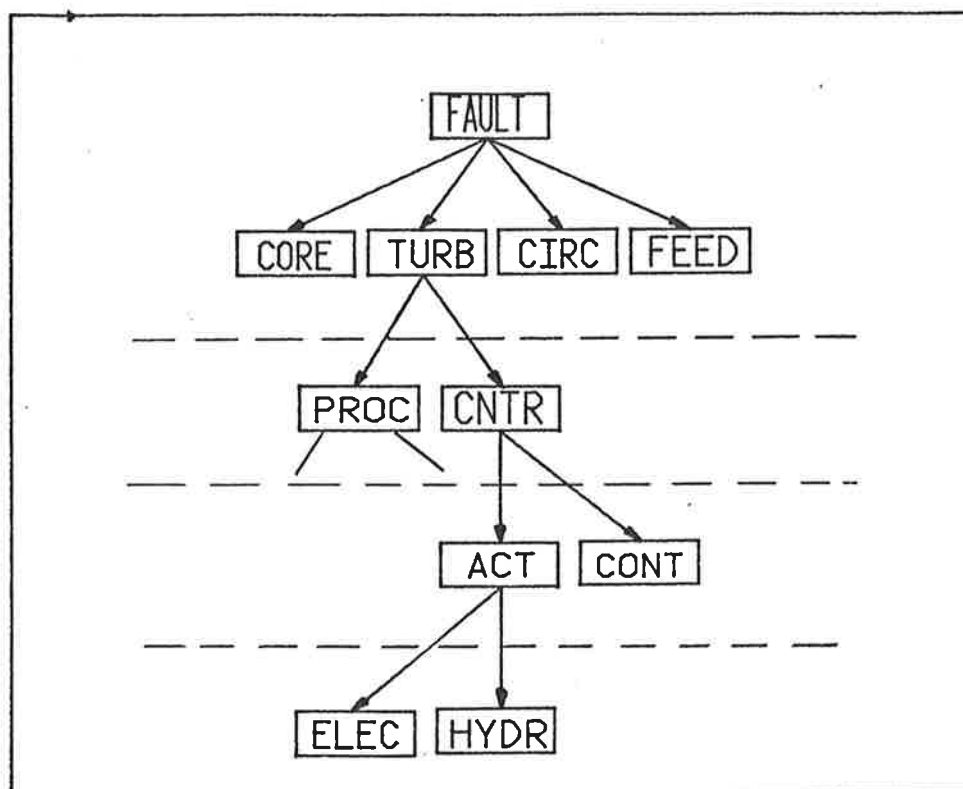 FAULT
CORE TURB CIRC FEED
PROC CNTR
ACT CONT
ELEC HYDR